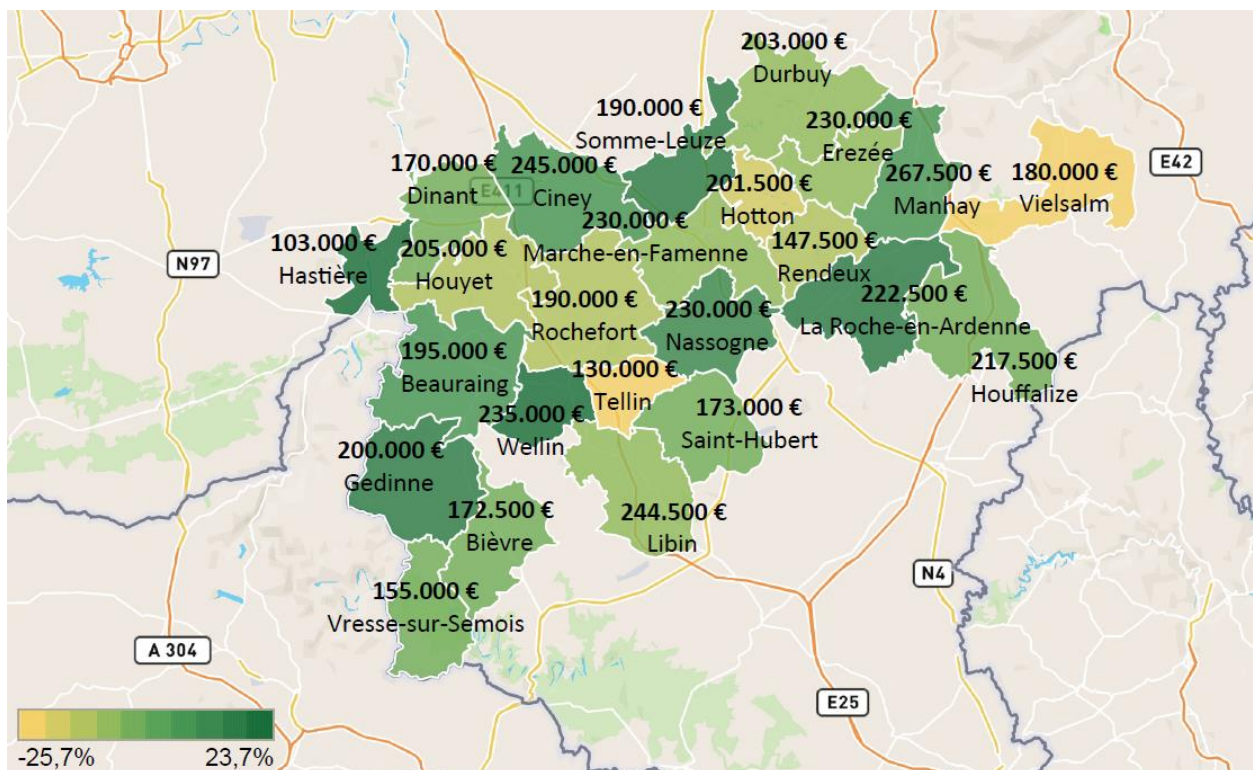 203.000 €
Durbuy
190.000 €
Somme-Leuze
230.000 €
Erezée
E42
170.000 €
Dinant
E411
245.000 €
Ciney
201.500 €
Hotton
267.500 €
Manhay
180.000 €
Vielsalm
N97
103.000 €
Hastière
205.000 €
Houyet
230.000 €
Marche-en-Famenne
147.500 €
Rendeux
190.000 €
Rochefort
230.000 €
Nassogne
222.500 €
La Roche-en-Ardenne
195.000 €
Beauraing
130.000 €
Tellin
217.500 €
Houffalize
235.000 €
Wellin
173.000 €
Saint-Hubert
200.000 €
Gedinne
172.500 €
Bièvre
244.500 €
Libin
N4
155.000 €
Vresse-sur-Semois
A 304
E25
-25,7%
23,7%